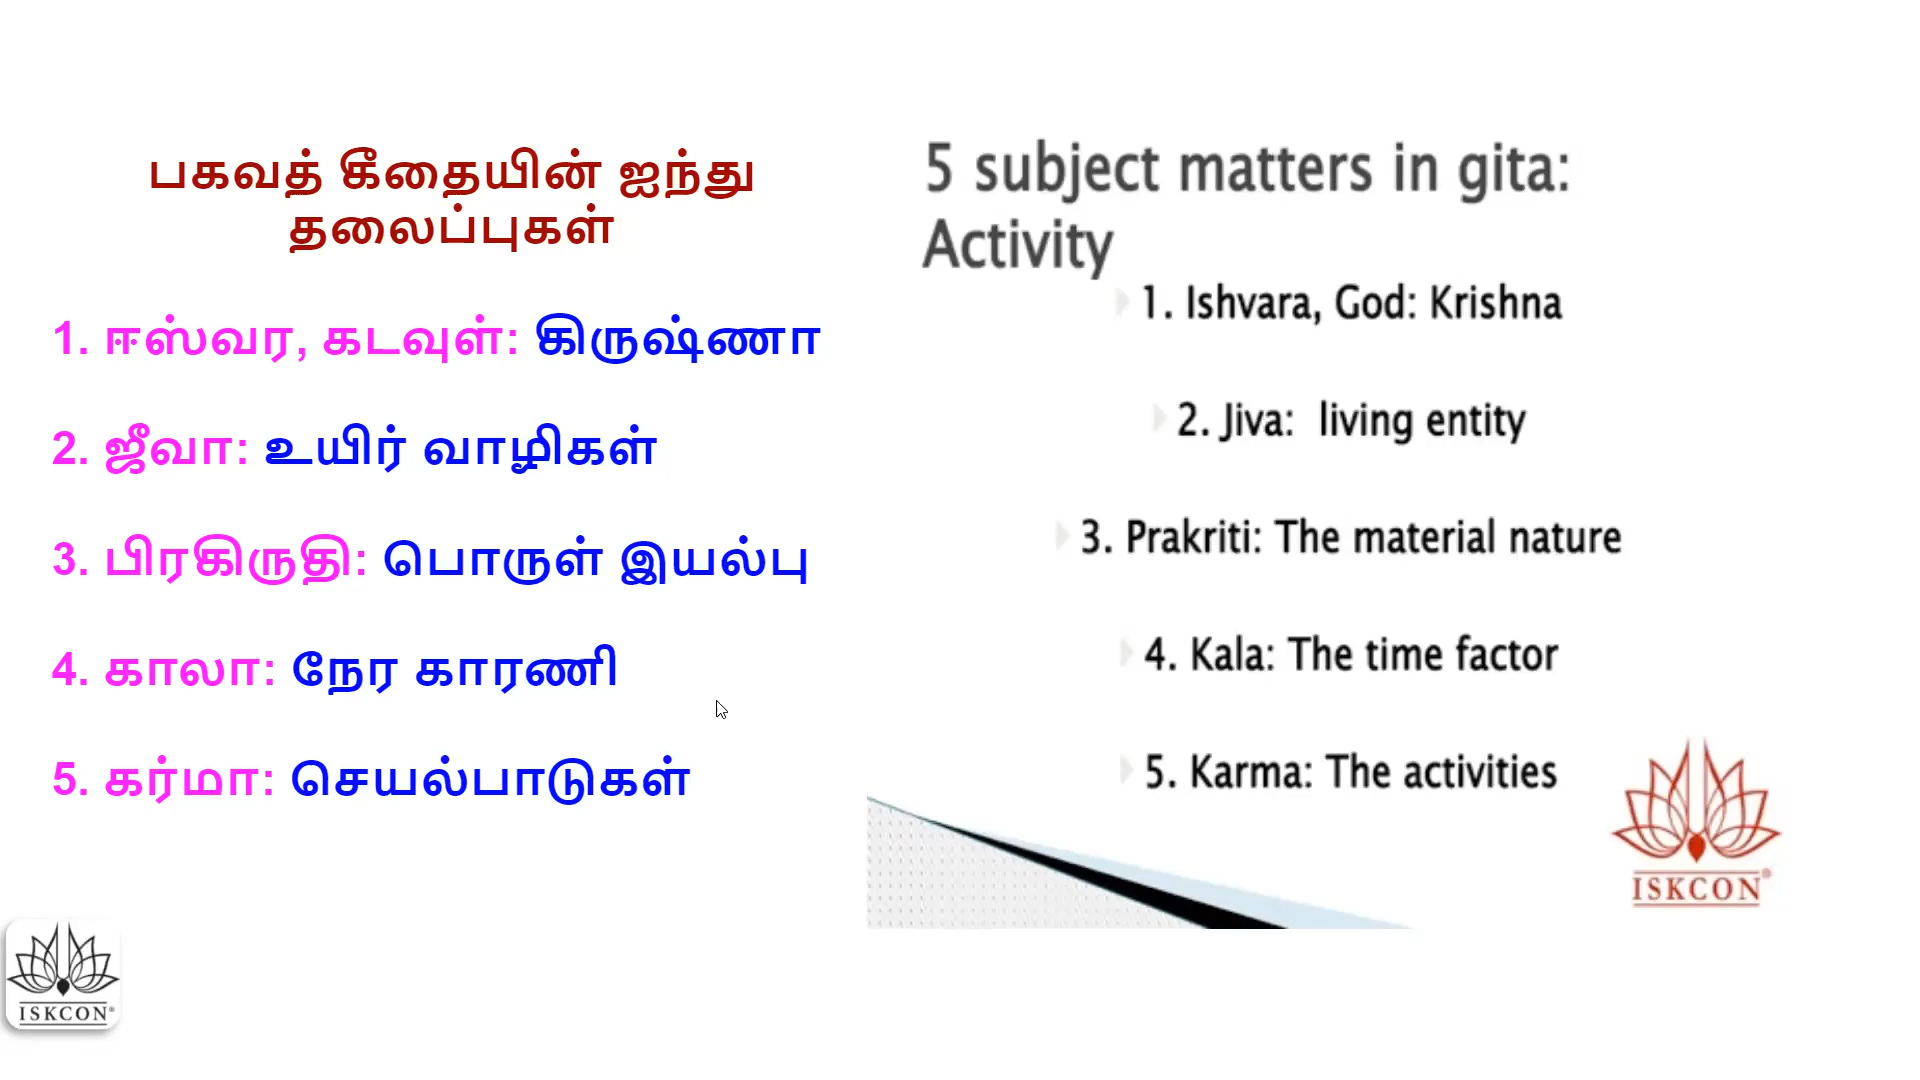 பகவத் கீதையின் ஐந்து
தலைப்புகள்
1. ஈஸ்வர, கடவுள்: கிருஷ்ணா
2. ஜீவா: உயிர் வாழிகள்
3. பிரகிருதி: பொருள் இயல்பு
4. காலா: நேர காரணி
5. கர்மா: செயல்பாடுகள்
ISKCON®
5 subject matters in gita:
Activity
1. Ishvara, God: Krishna
2. Jiva: living entity
3. Prakriti: The material nature
4. Kala: The time factor
5. Karma: The activities
ISKCON®